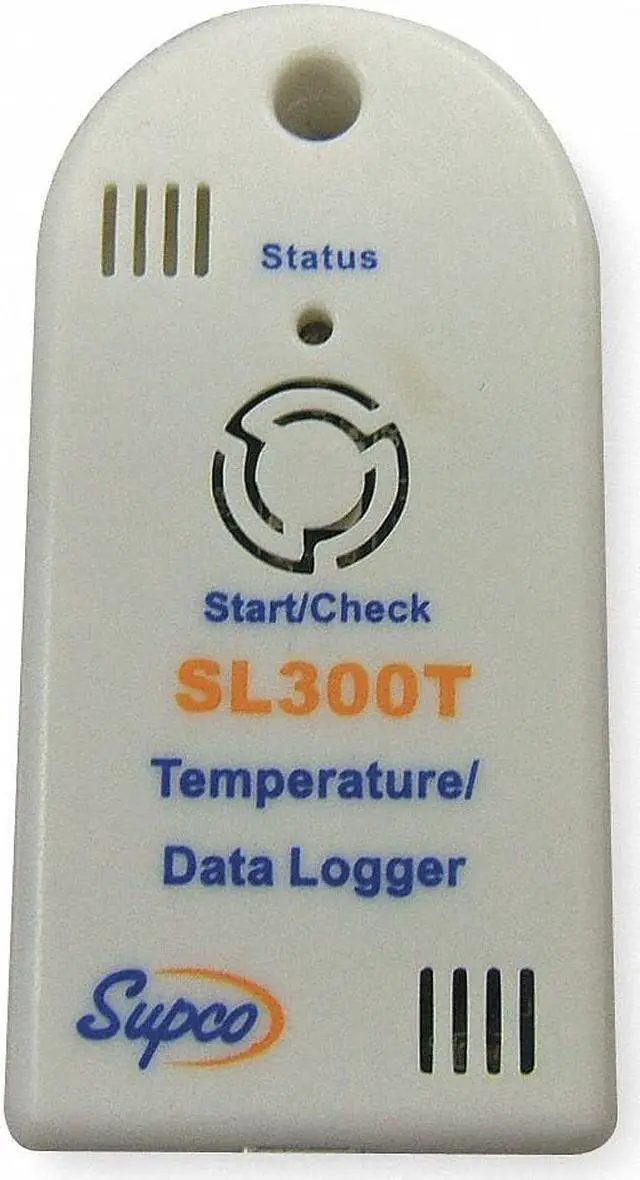 Status
Start/Check
SL300T
Temperature/
Data Logger
Supco